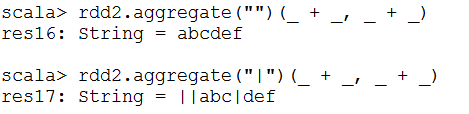 scala> rdd2.aggregate("")(_ + _, _ + _)
res16: String = abcdef
scala> rdd2.aggregate("|")(_ + _, _ + _)
res17: String = ||abc|def